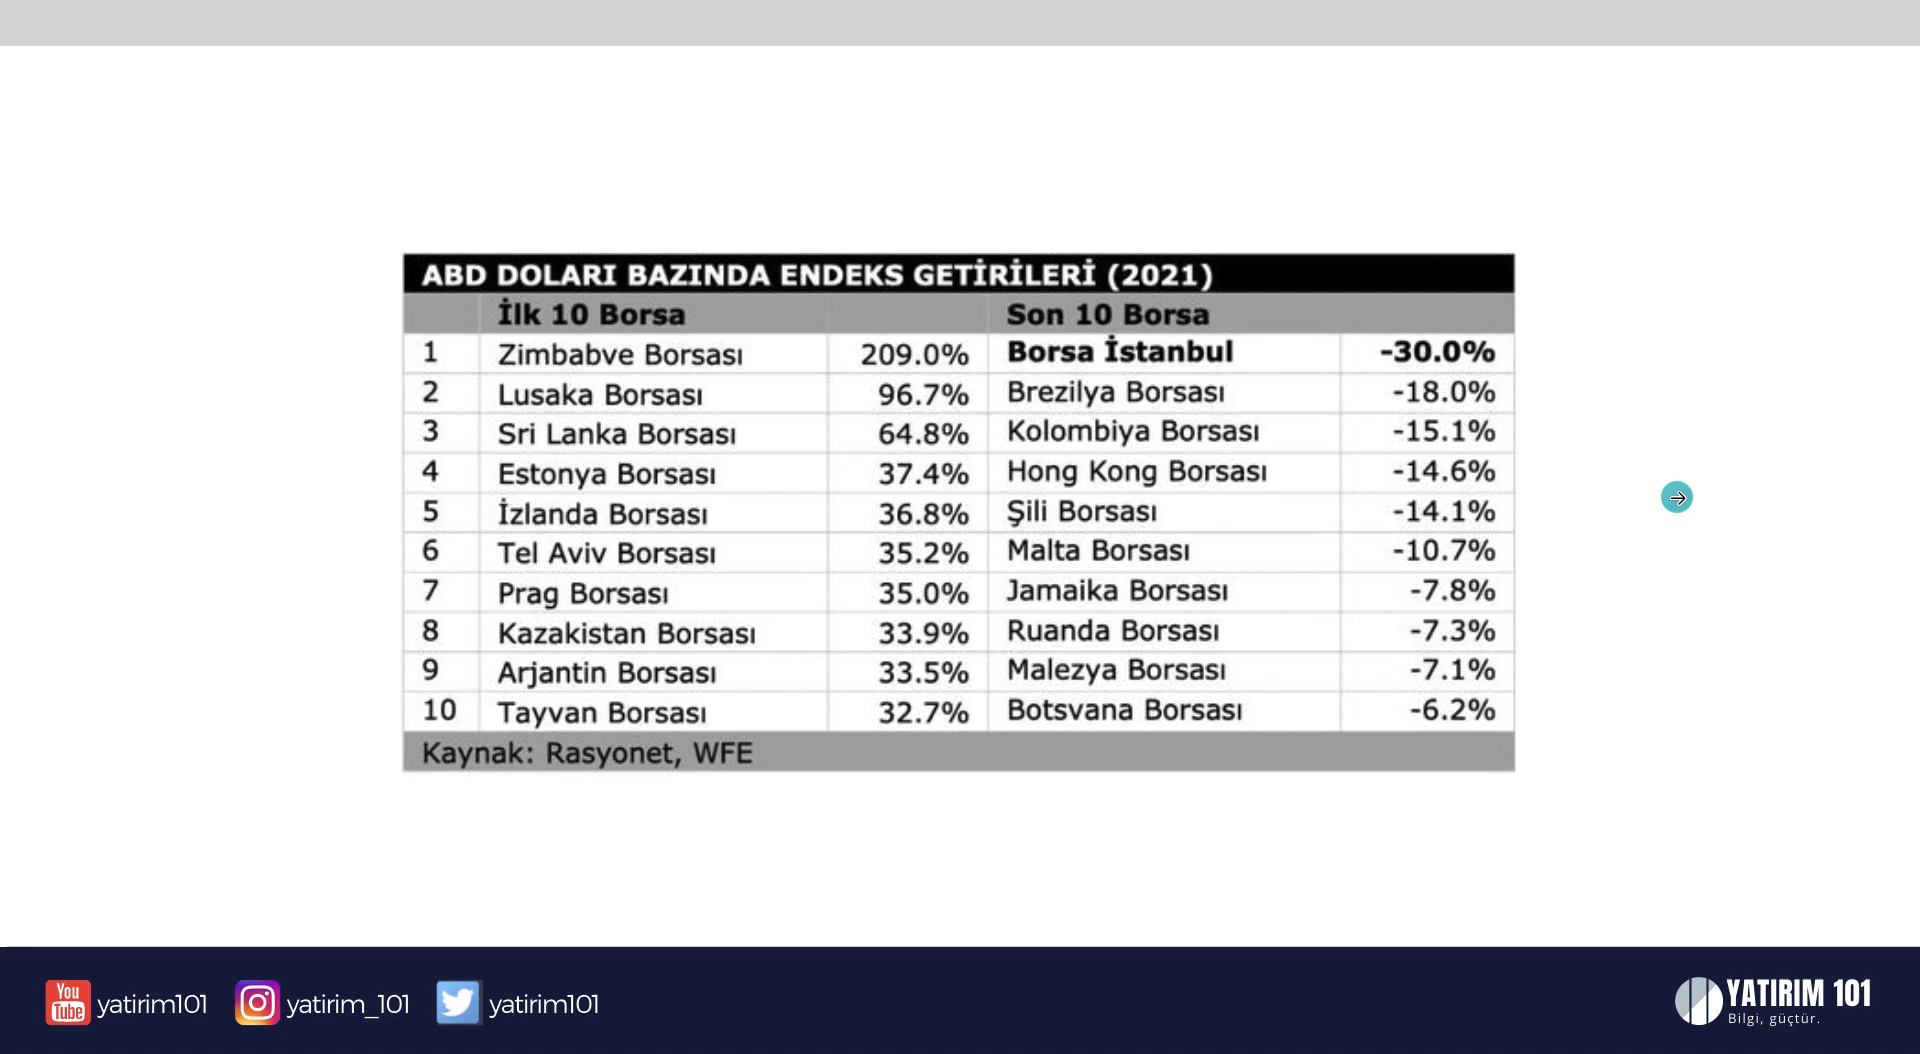 ABD DOLARI BAZINDA ENDEKS GETİRİLERİ (2021)
İlk 10 Borsa Son 10 Borsa
1 Zimbabve Borsası 209.0% Borsa İstanbul -30.0%
2 Lusaka Borsası 96.7% Brezilya Borsası -18.0%
3 Sri Lanka Borsası 64.8% Kolombiya Borsası -15.1%
4 Estonya Borsası 37.4% Hong Kong Borsası -14.6%
5 İzlanda Borsası 36.8% Şili Borsası -14.1%
6 Tel Aviv Borsası 35.2% Malta Borsası -10.7%
7 Prag Borsası 35.0% Jamaika Borsası -7.8%
8 Kazakistan Borsası 33.9% Ruanda Borsası -7.3%
9 Arjantin Borsası 33.5% Malezya Borsası -7.1%
10 Tayvan Borsası 32.7% Botsvana Borsası -6.2%
Kaynak: Rasyonet, WFE
You Tube yatirim101 yatirim_101 yatirim101
YATIRIM 101
Bilgi, güçtür.